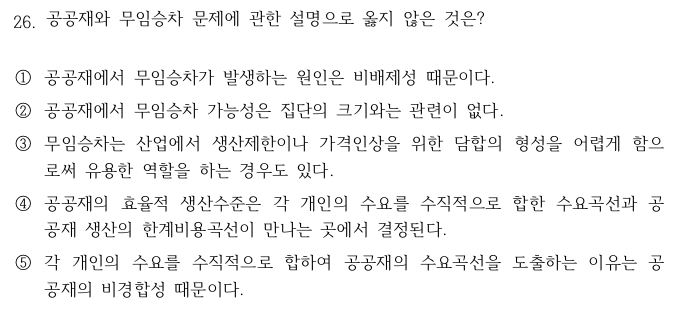 26. 공공재와 무임승차 문제에 관한 설명으로 옳지 않은 것은?
① 공공재에서 무임승차가 발생하는 원인은 비배제성 때문이다.
② 공공재에서 무임승차 가능성은 집단의 크기와는 관련이 없다.
③ 무임승차는 산업에서 생산제한이나 가격인상을 위한 담합의 형성을 어렵게 함으
로써 유용한 역할을 하는 경우도 있다.
④ 공공재의 효율적 생산수준은 각 개인의 수요를 수직적으로 합한 수요곡선과 공
공재 생산의 한계비용곡선이 만나는 곳에서 결정된다.
⑤ 각 개인의 수요를 수직적으로 합하여 공공재의 수요곡선을 도출하는 이유는 공
공재의 비경합성 때문이다.